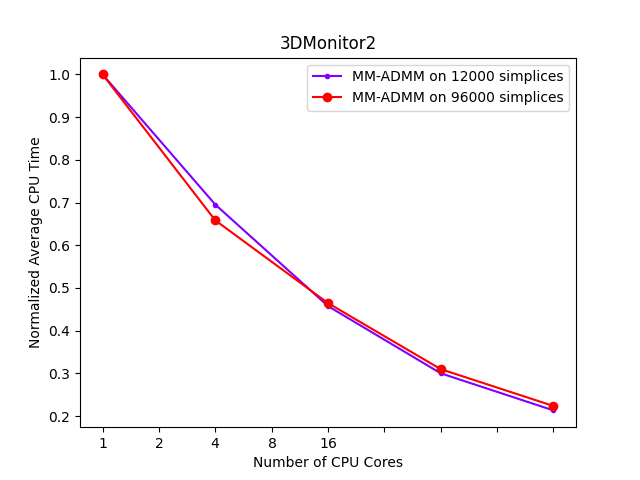 3DMonitor2
MM-ADMM on 12000 simplices
MM-ADMM on 96000 simplices
Normalized Average CPU Time
1.0
0.9
0.8
0.7
0.6
0.5
0.4
0.3
0.2
1 2 4 8 16
Number of CPU Cores